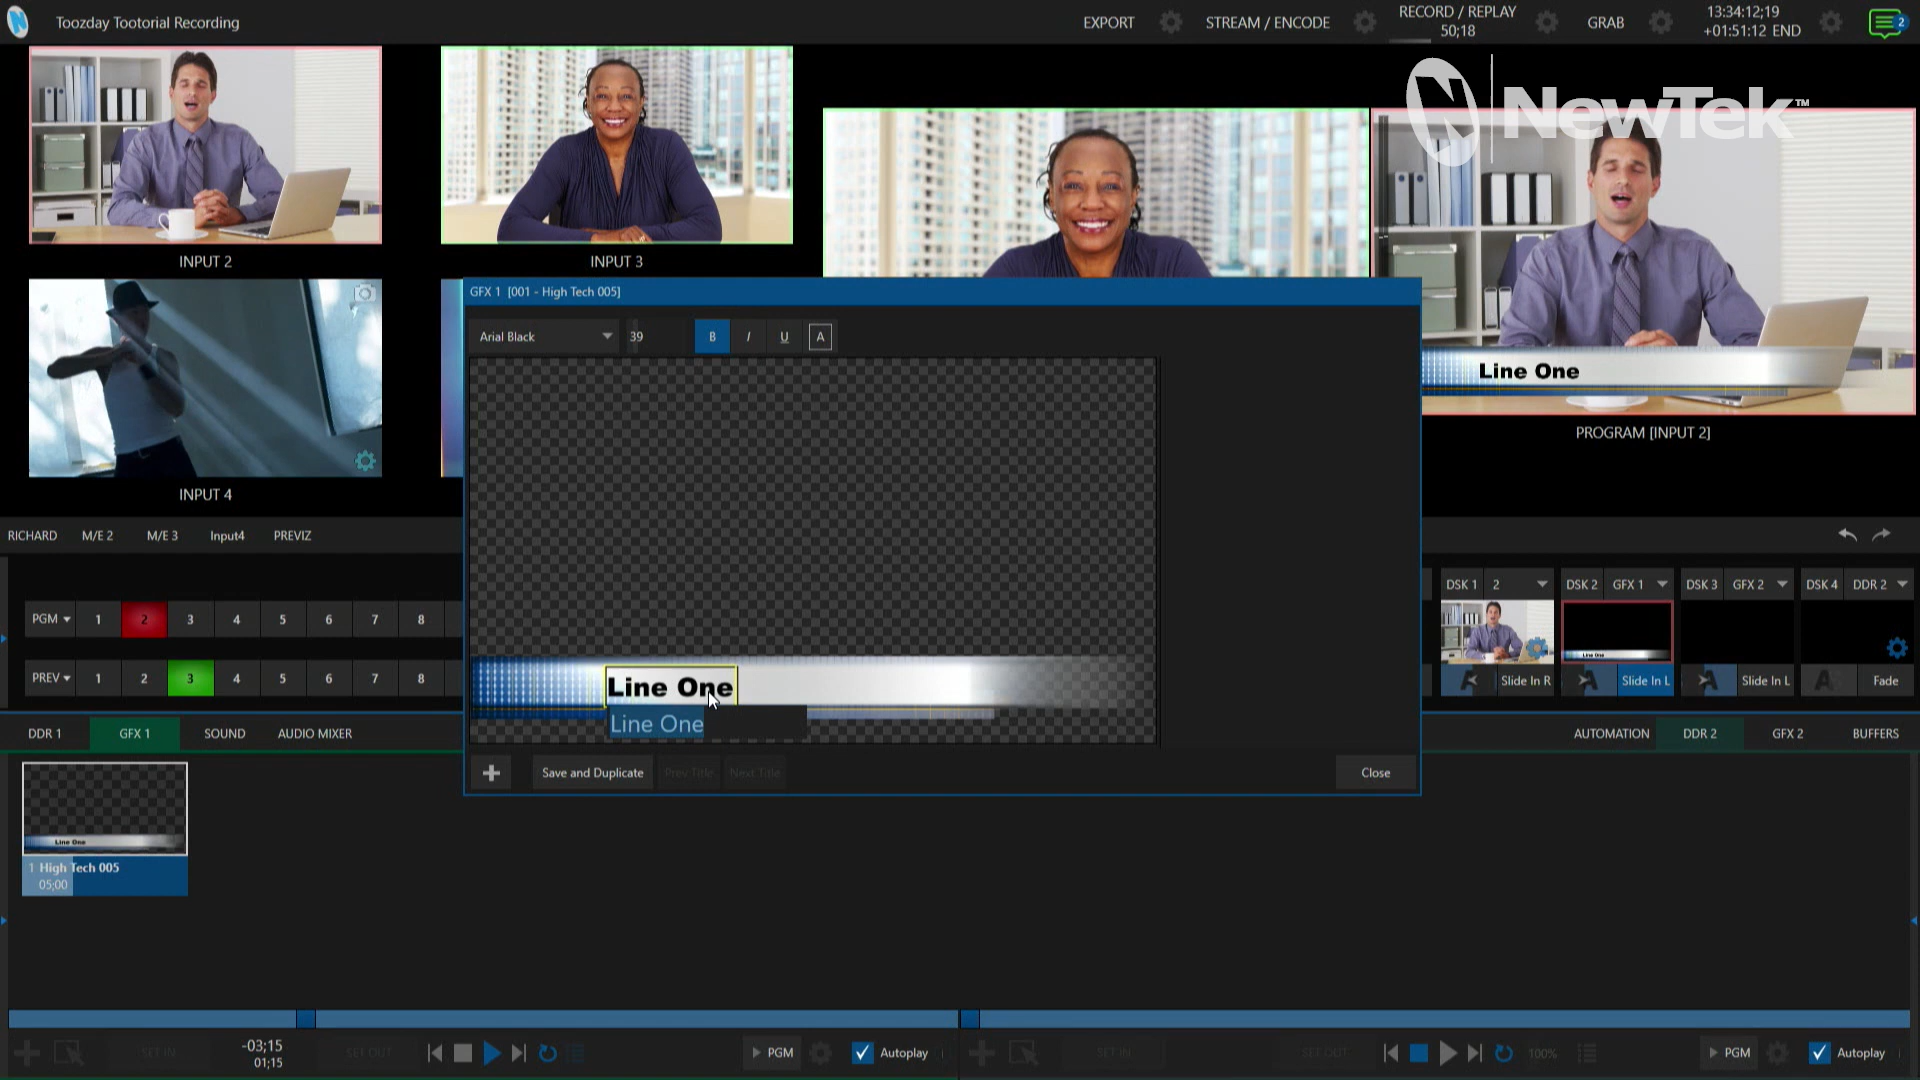 Toozday Tootorial Recording
EXPORT
STREAM / ENCODE
RECORD / REPLAY
50;18
GRAB
13:34:12;19
+01:51:12 END
2
NewTek™
INPUT 2
INPUT 3
INPUT 4
Line One
PROGRAM [INPUT 2]
GFX 1 [001 - High Tech 005]
Arial Black
39
B
I
U
A
Line One
Line One
Save and Duplicate
Prev Title
Next Title
Close
RICHARD
M/E 2
M/E 3
Input4
PREVIZ
PGM
1 2 3 4 5 6 7 8
PREV
1 2 3 4 5 6 7 8
DSK 1 2
DSK 2 GFX 1
DSK 3 GFX 2
DSK 4 DDR 2
Line One
Slide In R
Slide In L
Slide In L
Fade
DDR 1
GFX 1
SOUND
AUDIO MIXER
AUTOMATION
DDR 2
GFX 2
BUFFERS
Line One
1 High Tech 005
05;00
SET IN
-03;15
01;15
SET OUT
PGM
Autoplay
SET IN
SET OUT
100%
PGM
Autoplay